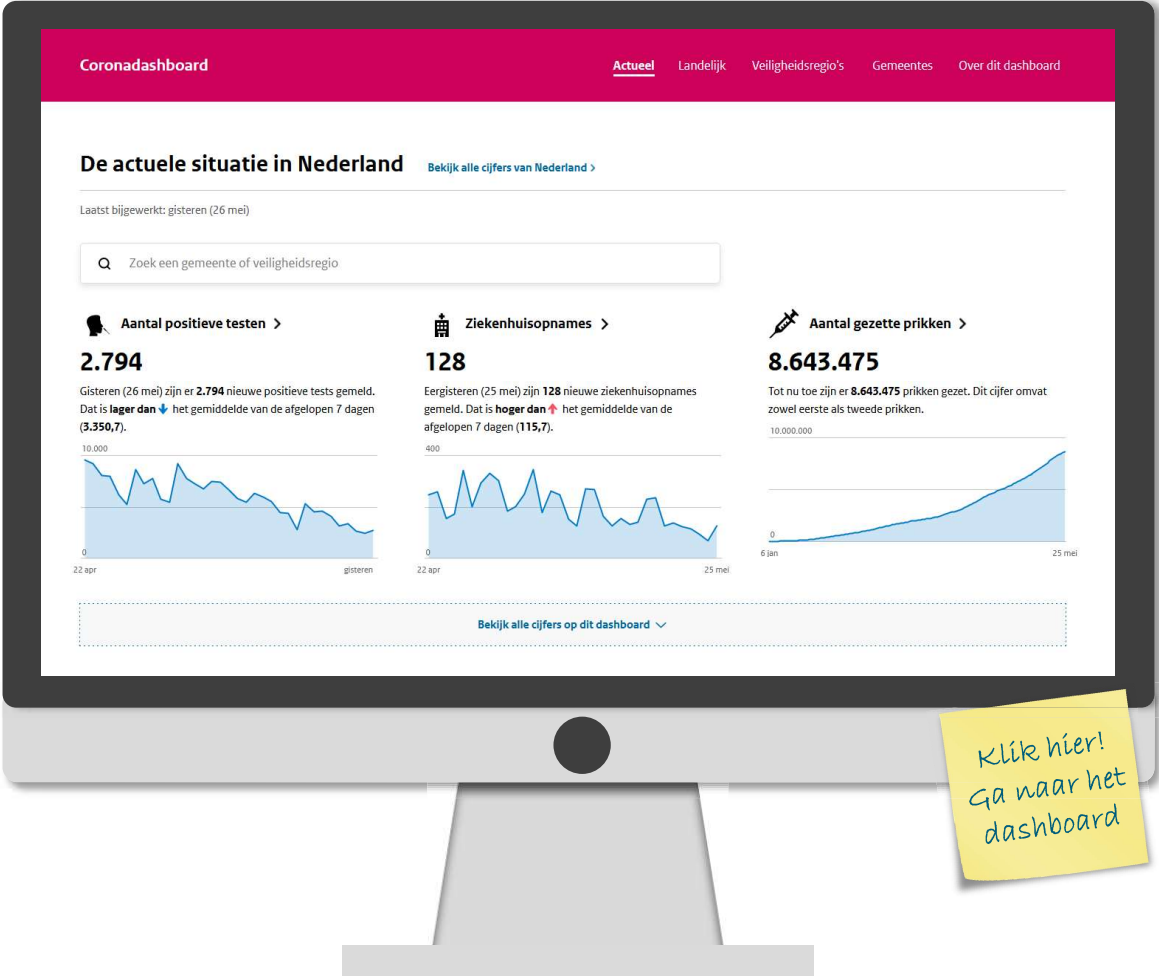 Coronadashboard
Actueel Landelijk Veiligheidsregio's Gemeentes Over dit dashboard
De actuele situatie in Nederland Bekijk alle cijfers van Nederland >
Laatst bijgewerkt: gisteren (26 mei)
Zoek een gemeente of veiligheidsregio
Aantal positieve testen >
2.794
Gisteren (26 mei) zijn er 2.794 nieuwe positieve tests gemeld.
Dat is lager dan ↓ het gemiddelde van de afgelopen 7 dagen
(3.350,7).
10.000
0
22 apr gisteren
Ziekenhuisopnames >
128
Eergisteren (25 mei) zijn 128 nieuwe ziekenhuisopnames
gemeld. Dat is hoger dan ↑ het gemiddelde van de
afgelopen 7 dagen (115,7).
400
0
22 apr 25 mei
Aantal gezette prikken >
8.643.475
Tot nu toe zijn er 8.643.475 prikken gezet. Dit cijfer omvat
zowel eerste als tweede prikken.
10.000.000
0
6 jan 25 mei
Bekijk alle cijfers op dit dashboard
Klik hier!
Ga naar het
dashboard